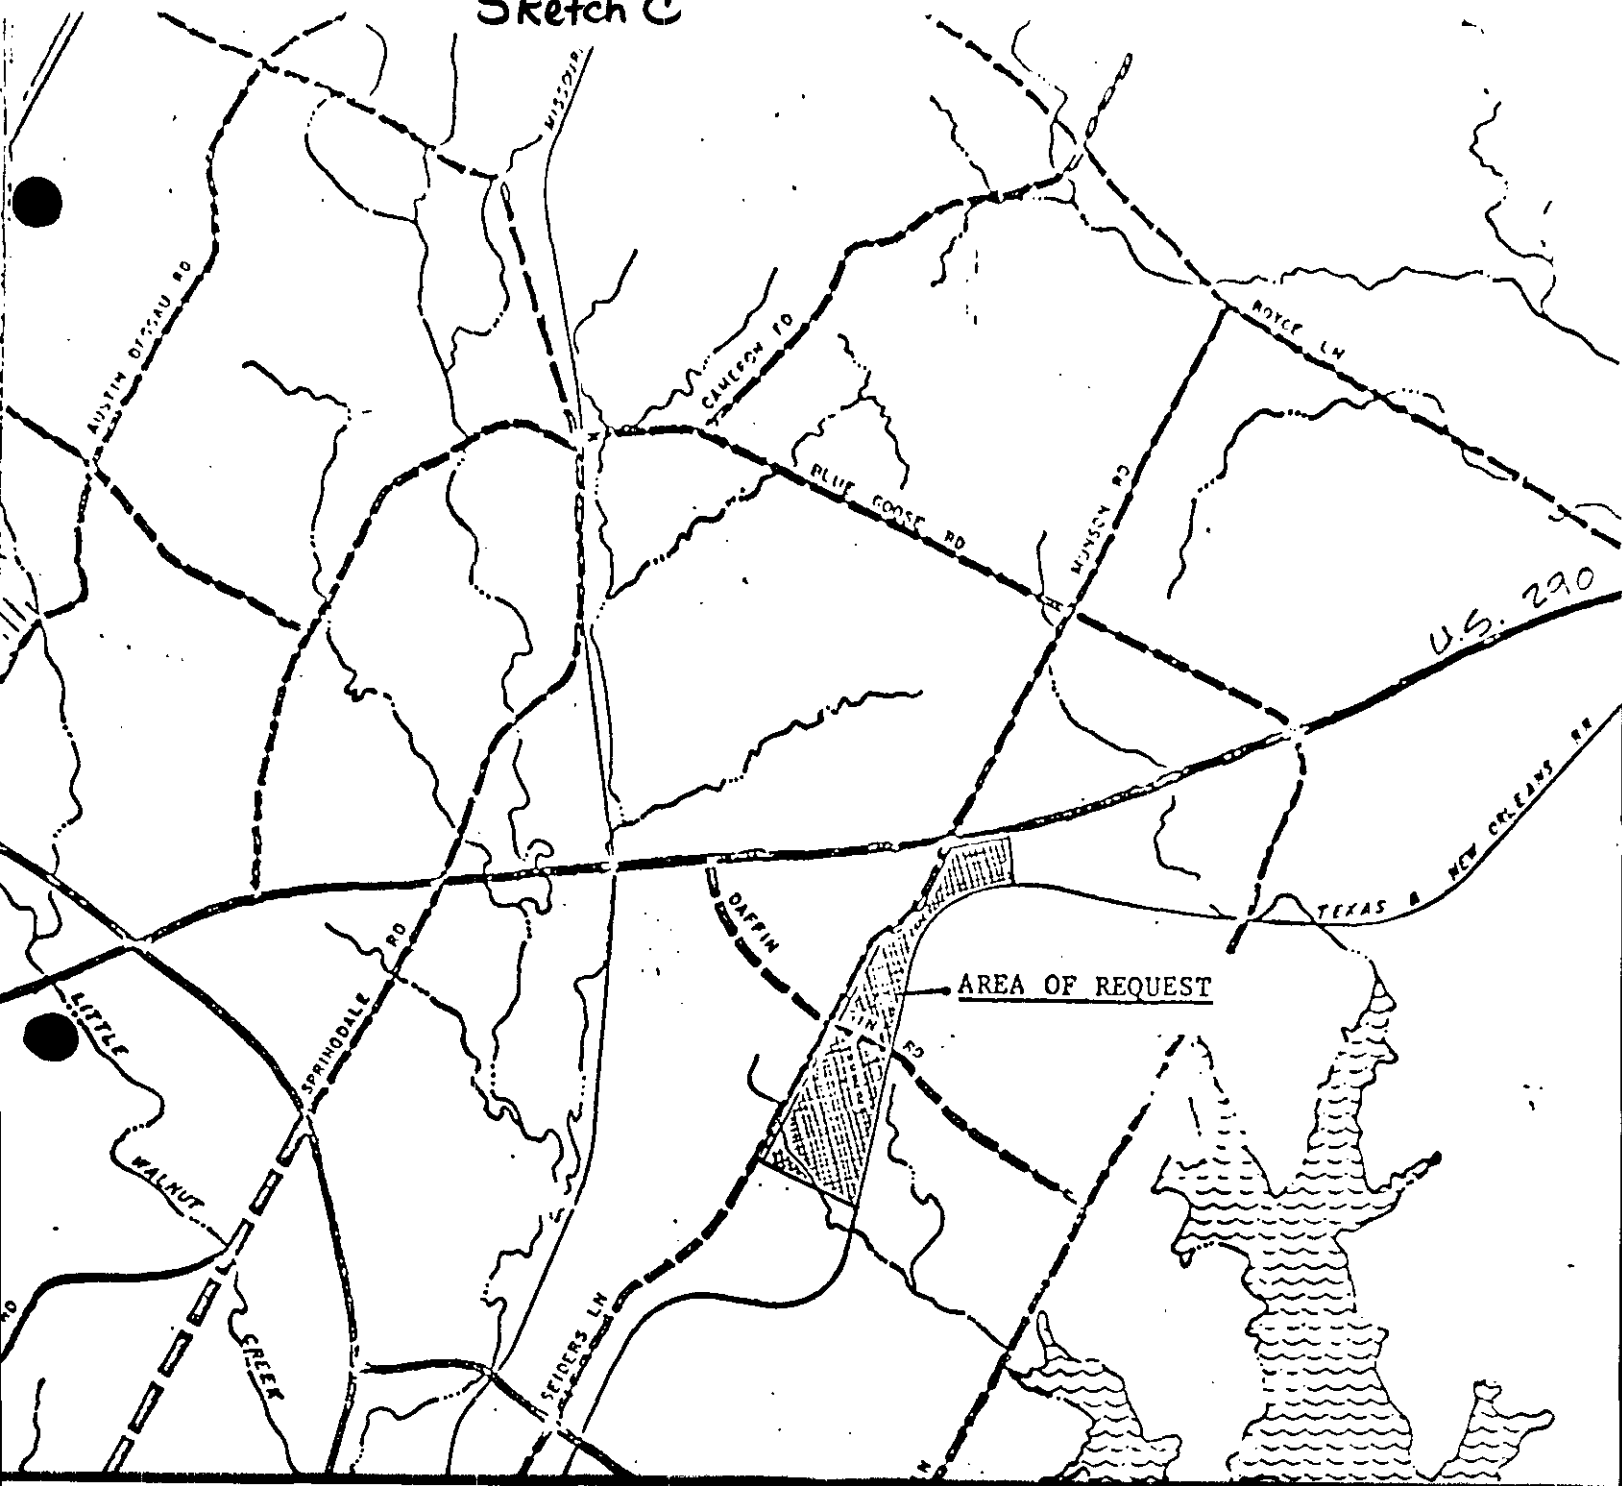 Sketch C
AUSTIN DESSAU RD
CAMERON RD
ROYCE LN
BLUE GOOSE RD
MUNSON RD
U.S. 290
TEXAS & NEW ORLEANS RR
DAFFIN
RD
AREA OF REQUEST
SPRINGDALE RD
LITTLE
WALNUT
CREEK
SEIDERS LN
RD